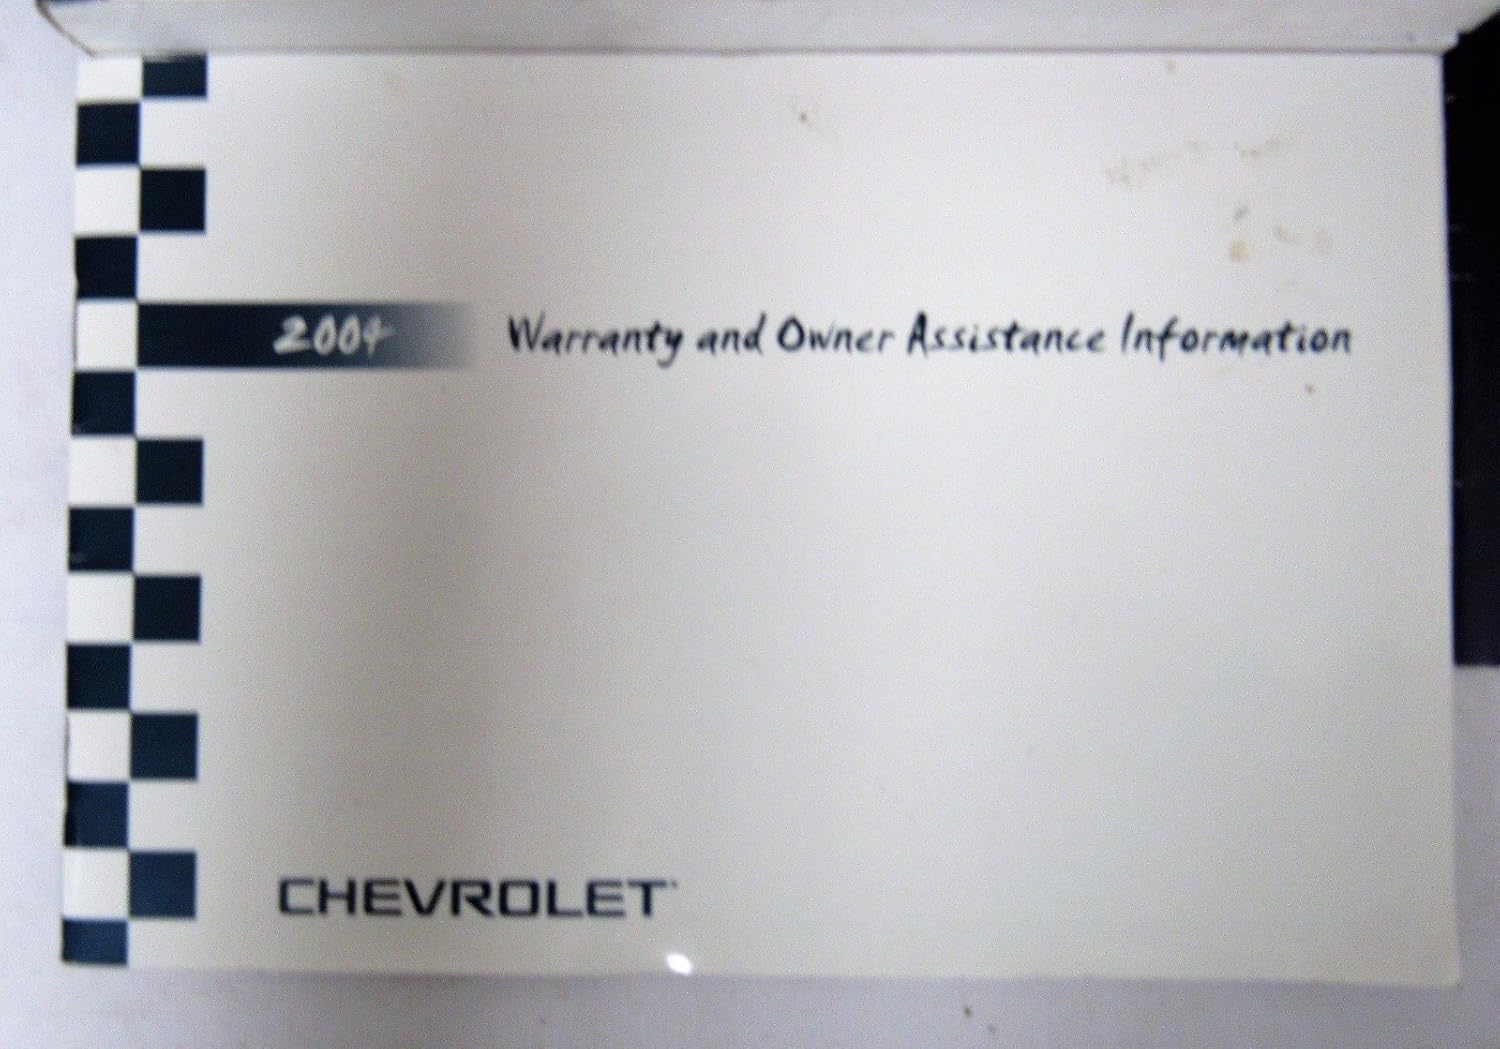 2004 Warranty and Owner Assistance Information
CHEVROLET